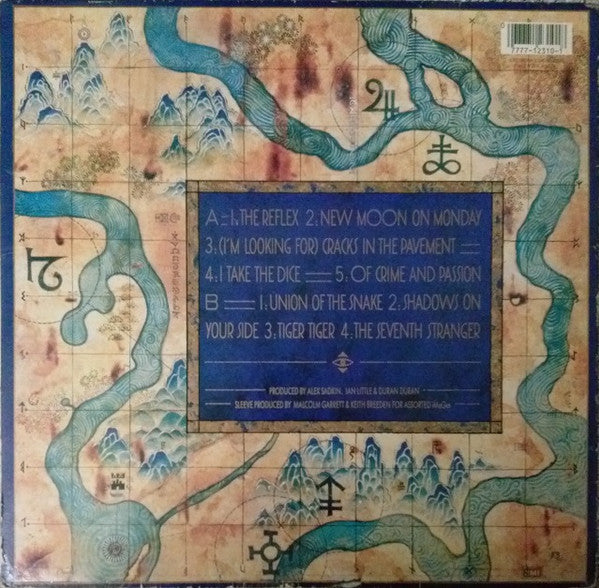 7777-12310-1
A = 1. THE REFLEX 2: NEW MOON ON MONDAY
3: (I'M LOOKING FOR) CRACKS IN THE PAVEMENT
4: I TAKE THE DICE 5: OF CRIME AND PASSION
B 1: UNION OF THE SNAKE 2: SHADOWS ON
YOUR SIDE 3: TIGER TIGER 4: THE SEVENTH STRANGER
PRODUCED BY ALEX SADKIN, IAN LITTLE & DURAN DURAN
SLEEVE PRODUCED BY MALCOLM GARRETT & KEITH BREEDEN FOR ASSORTED iMaGes